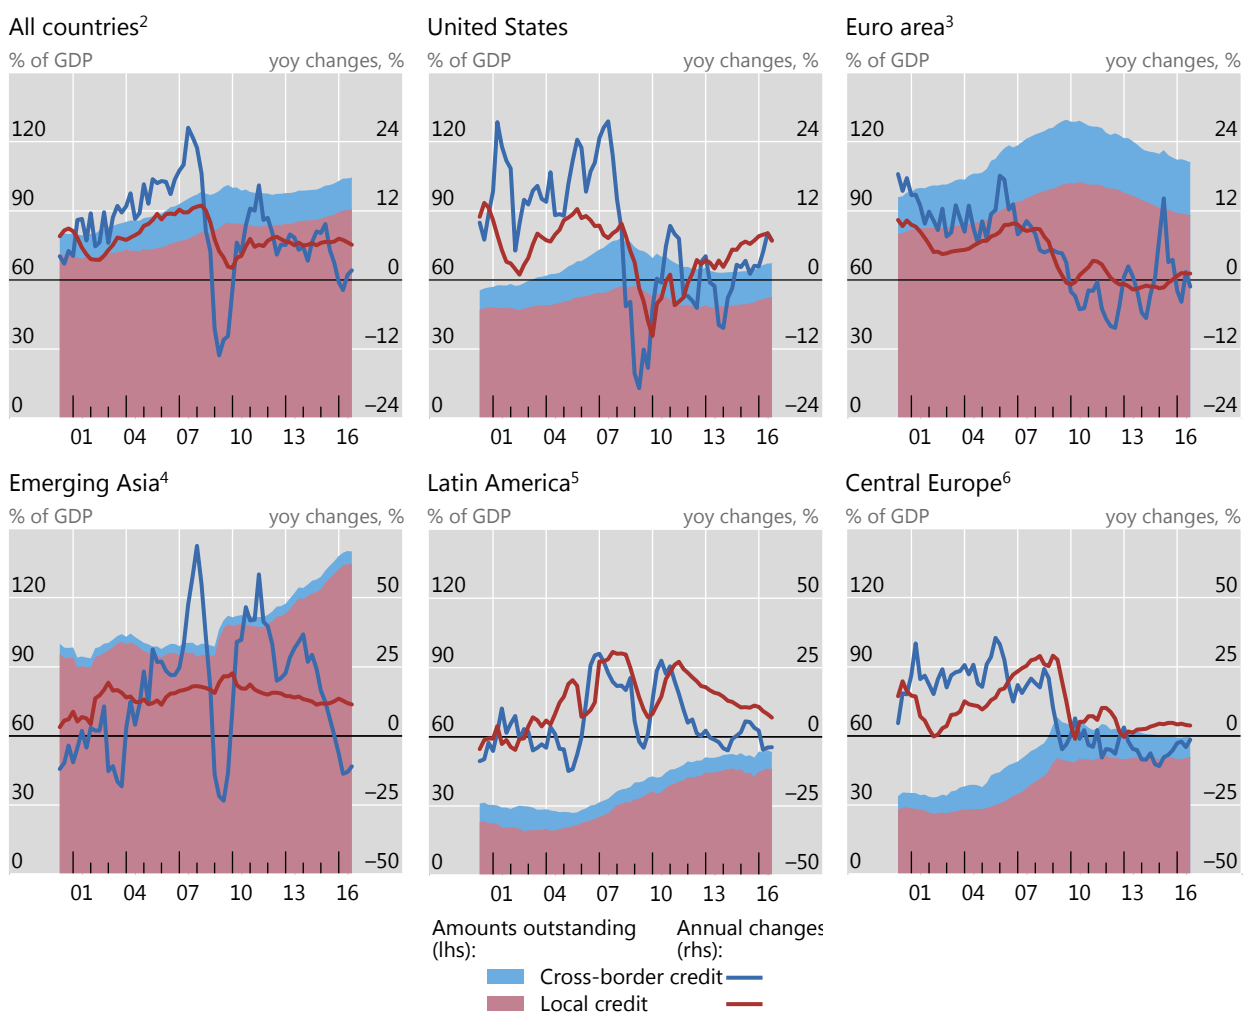 All countries2
% of GDP yoy changes, %
120 24
90 12
60 0
30 –12
0 –24
01 04 07 10 13 16
United States
% of GDP yoy changes, %
120 24
90 12
60 0
30 –12
0 –24
01 04 07 10 13 16
Euro area3
% of GDP yoy changes, %
120 24
90 12
60 0
30 –12
0 –24
01 04 07 10 13 16
Emerging Asia4
% of GDP yoy changes, %
120 50
90 25
60 0
30 –25
0 –50
01 04 07 10 13 16
Latin America5
% of GDP yoy changes, %
120 50
90 25
60 0
30 –25
0 –50
01 04 07 10 13 16
Central Europe6
% of GDP yoy changes, %
120 50
90 25
60 0
30 –25
0 –50
01 04 07 10 13 16
Amounts outstanding Annual changes
(lhs): (rhs):
Cross-border credit
Local credit